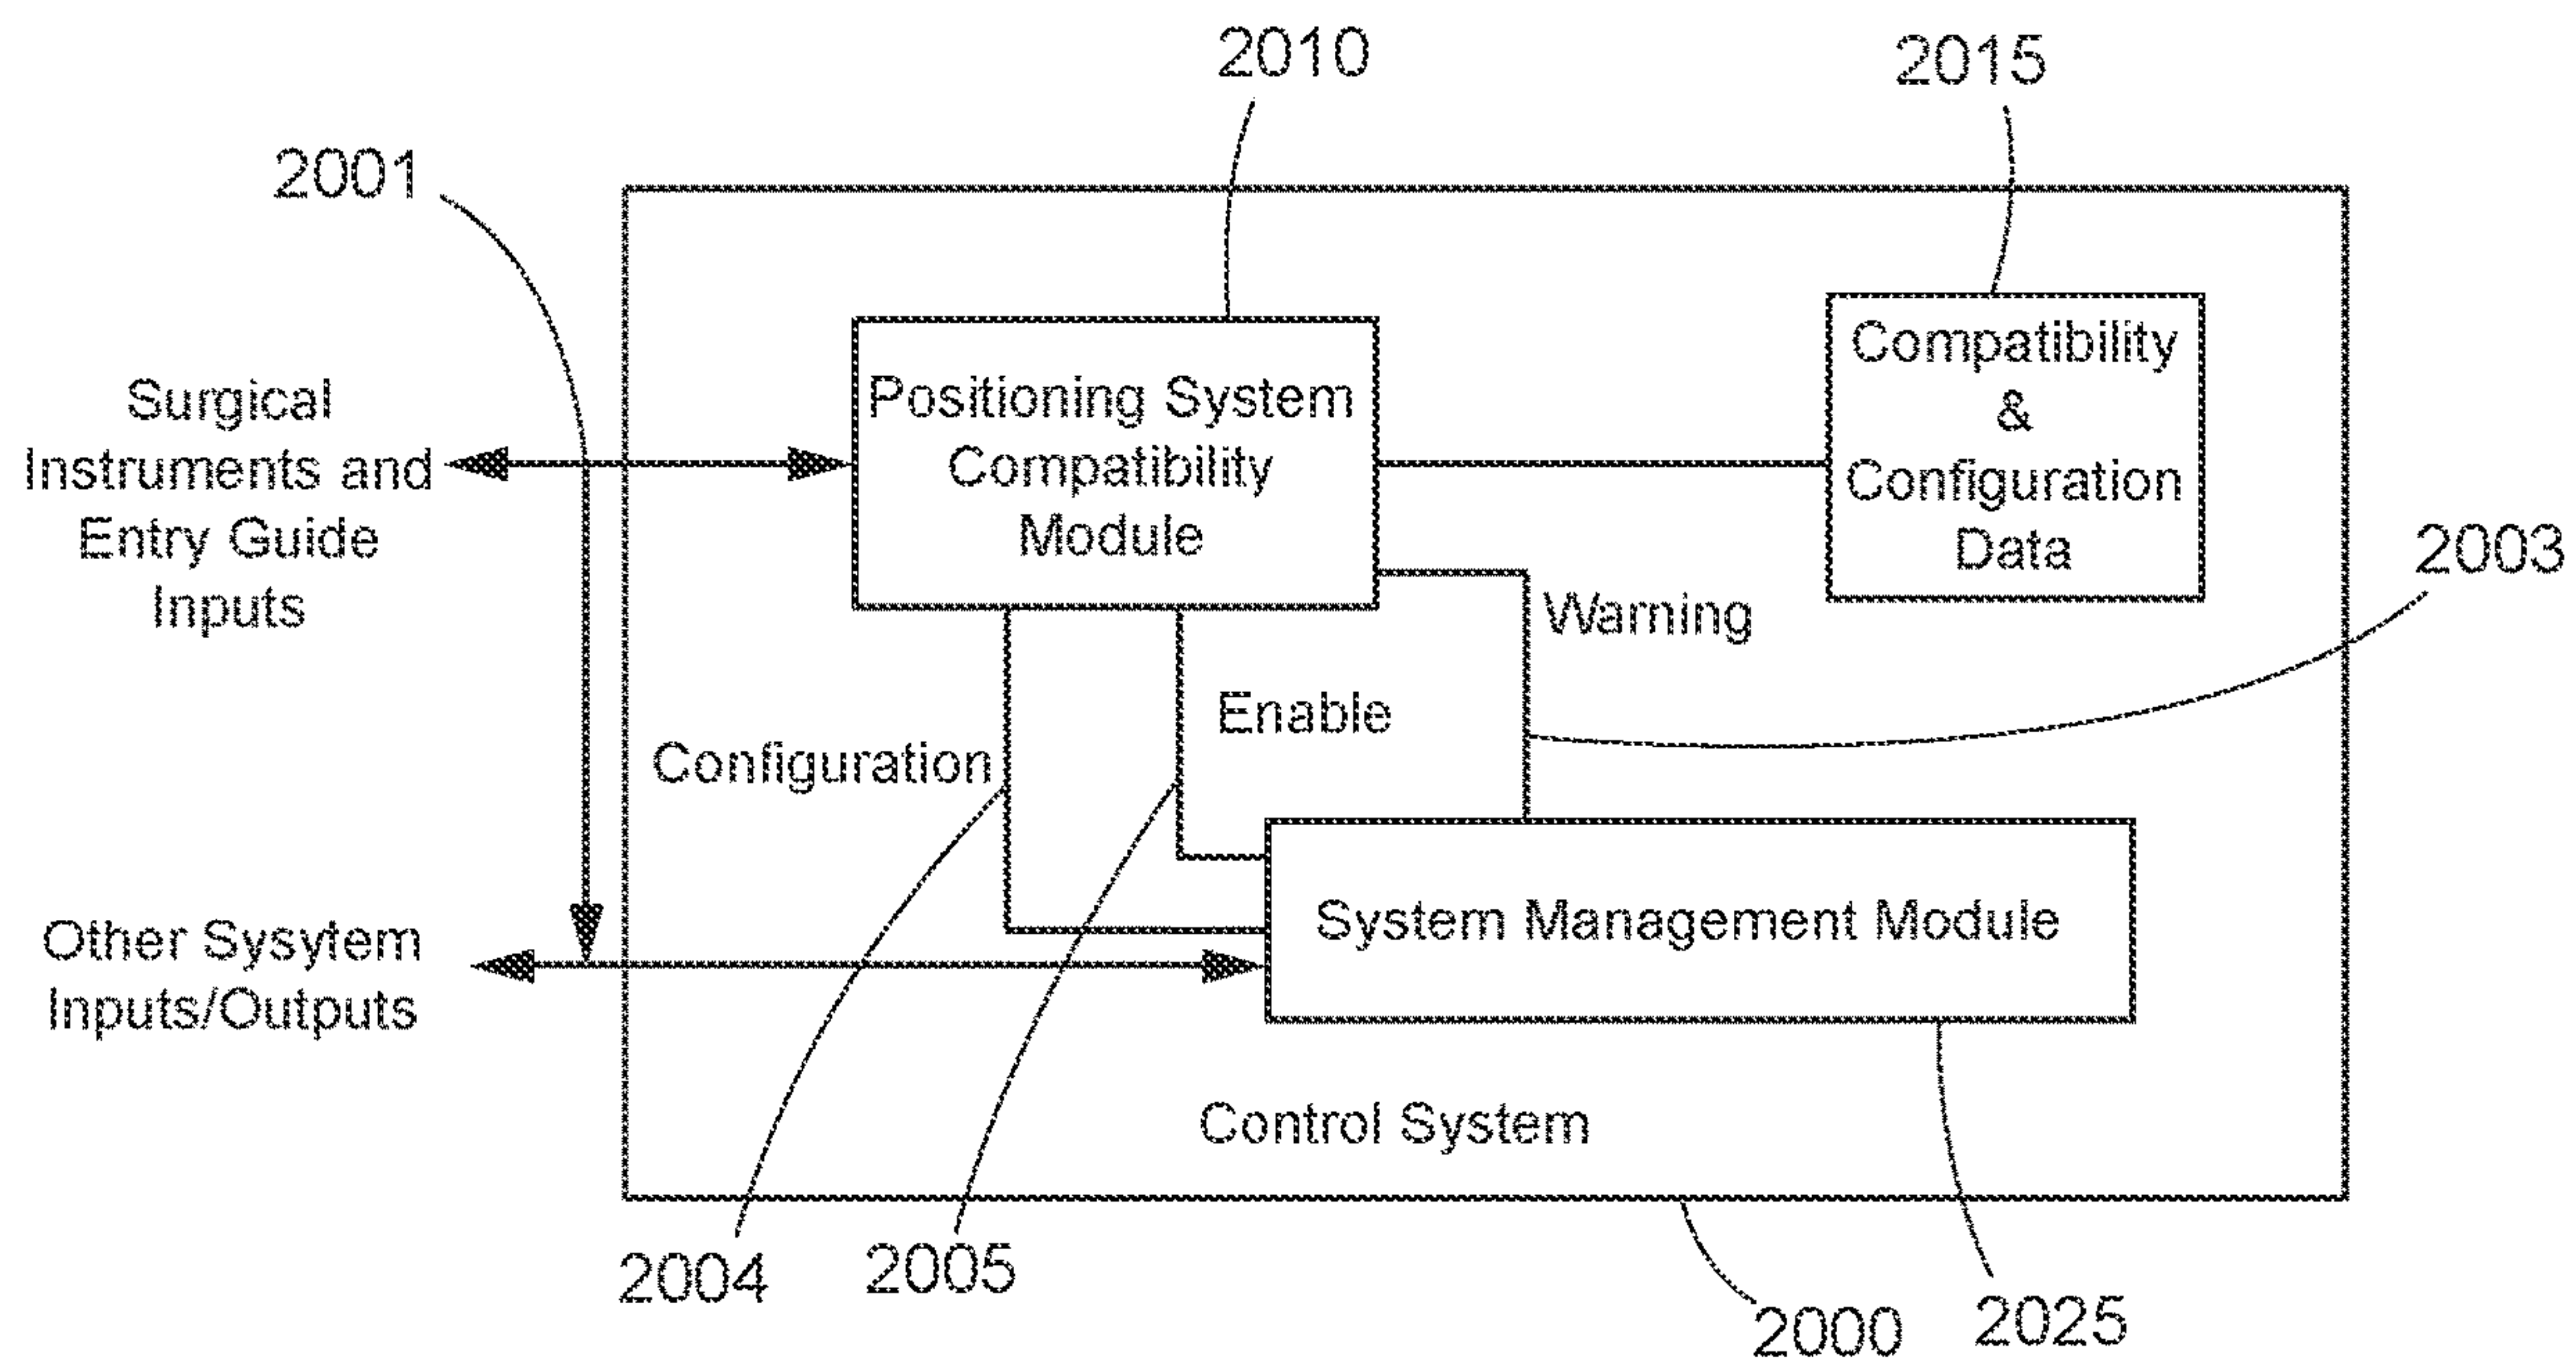 2010
2015
2001
Surgical
Instruments and
Entry Guide
Inputs
Positioning System
Compatibility
Module
Compatibility
&
Configuration
Data
2003
Warning
Enable
Configuration
Other Sysytem
Inputs/Outputs
System Management Module
Control System
2004
2005
2000
2025